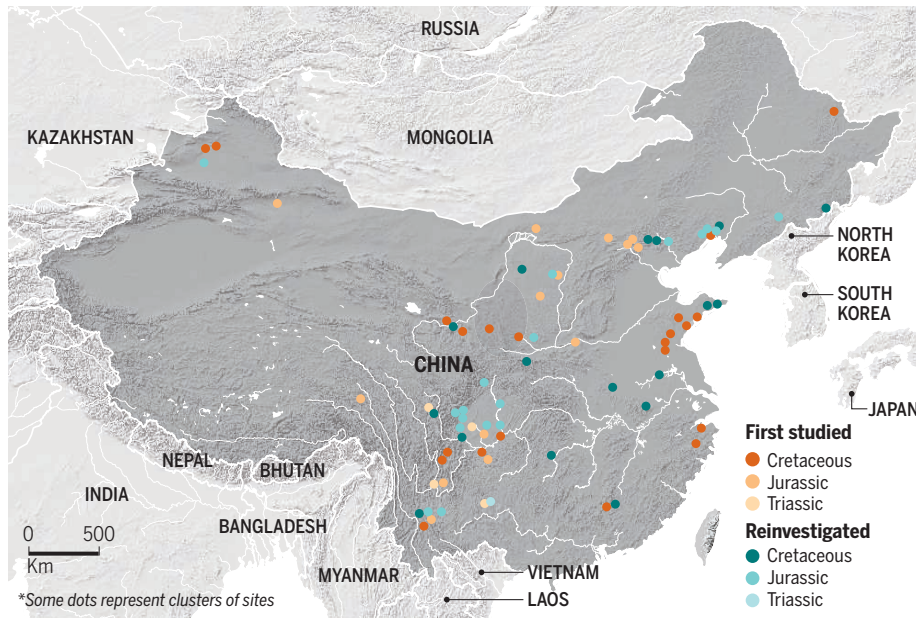 RUSSIA
KAZAKHSTAN
MONGOLIA
NORTH
KOREA
SOUTH
KOREA
CHINA
JAPAN
NEPAL
BHUTAN
INDIA
BANGLADESH
MYANMAR
VIETNAM
LAOS
First studied
Cretaceous
Jurassic
Triassic
Reinvestigated
Cretaceous
Jurassic
Triassic
0 500
Km
*Some dots represent clusters of sites